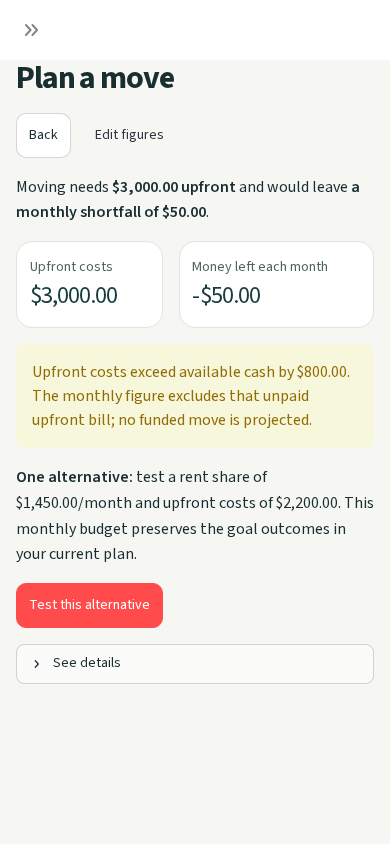 Plan a move
Back
Edit figures
Moving needs $3,000.00 upfront and would leave a
monthly shortfall of $50.00.
Upfront costs
$3,000.00
Money left each month
-$50.00
Upfront costs exceed available cash by $800.00.
The monthly figure excludes that unpaid
upfront bill; no funded move is projected.
One alternative: test a rent share of
$1,450.00/month and upfront costs of $2,200.00. This
monthly budget preserves the goal outcomes in
your current plan.
Test this alternative
See details